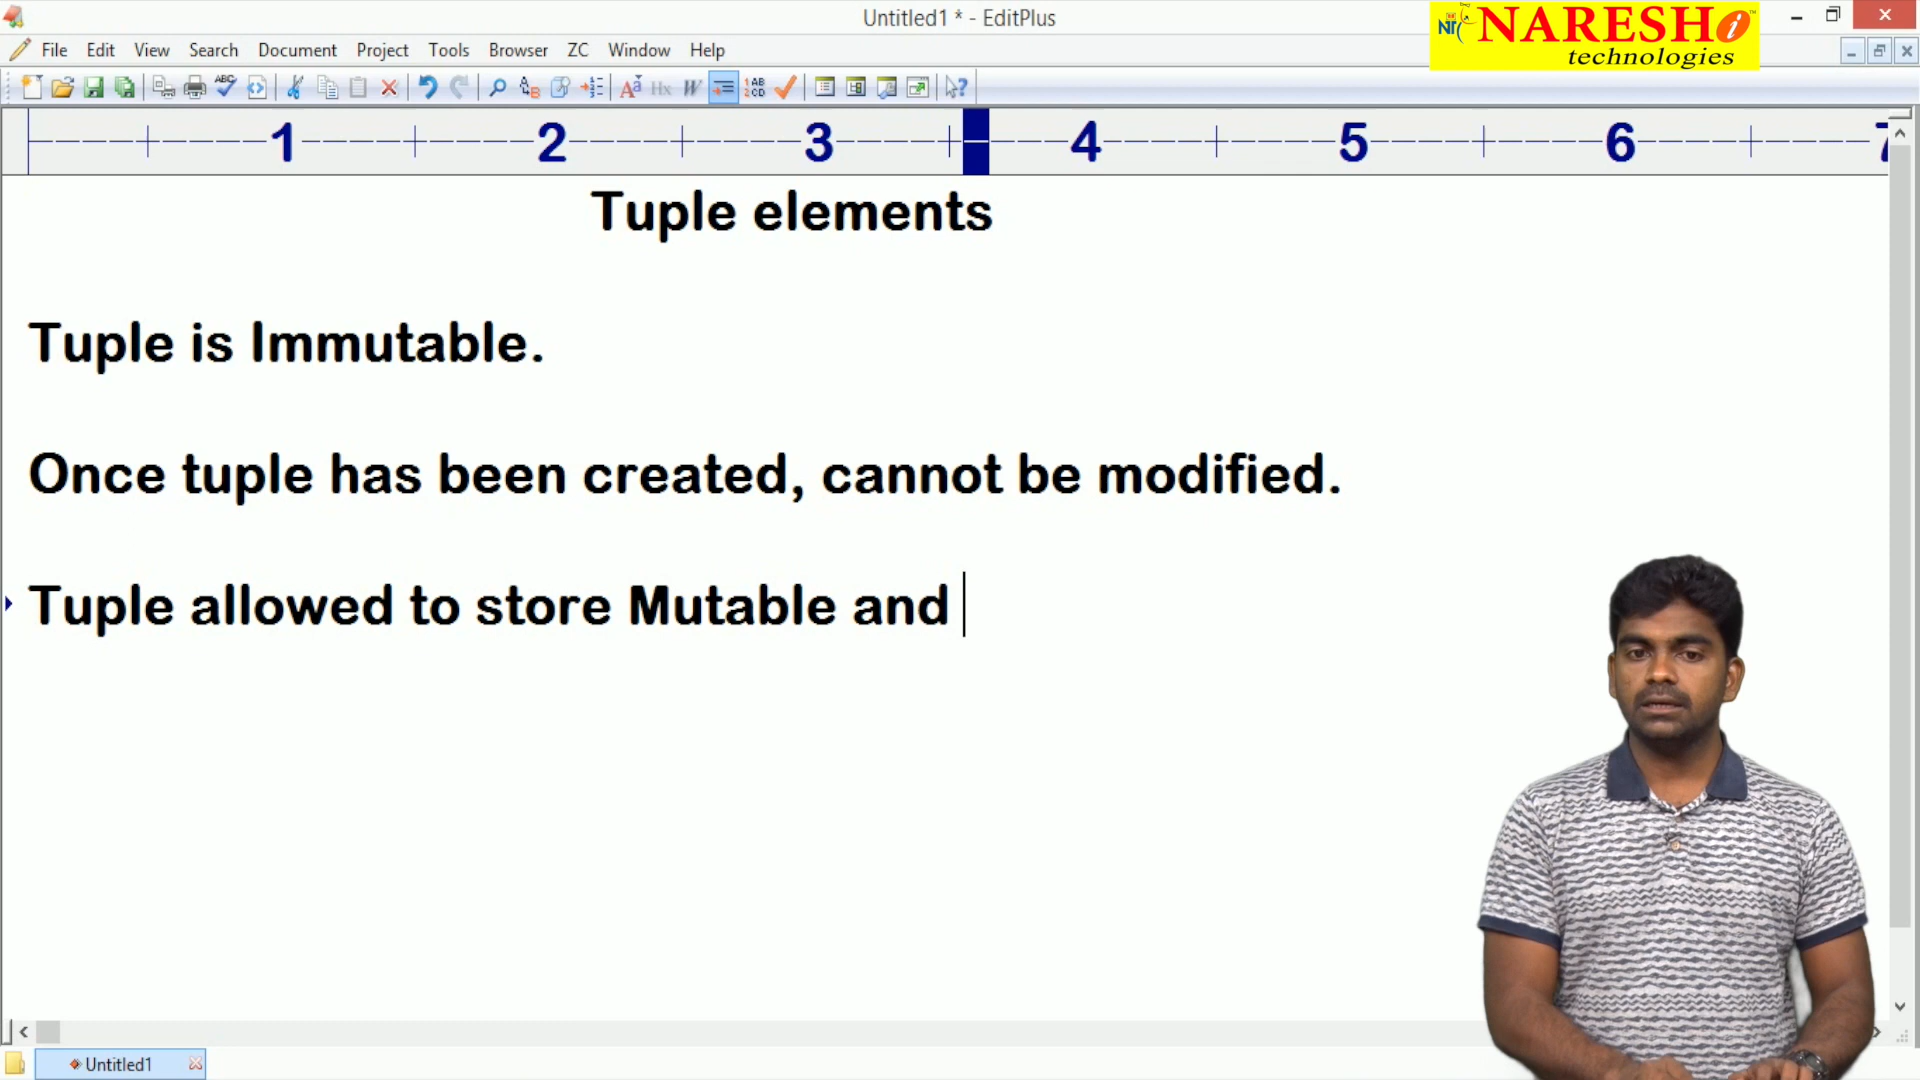 Untitled1 * - EditPlus
NARESH i
NT
technologies
File Edit View Search Document Project Tools Browser ZC Window Help
1 2 3 4 5 6 7
Tuple elements
Tuple is Immutable.
Once tuple has been created, cannot be modified.
Tuple allowed to store Mutable and
Untitled1